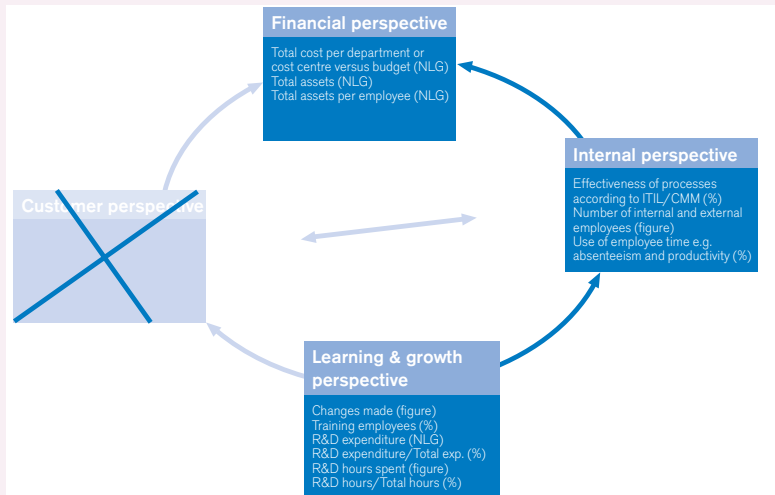 Financial perspective
Total cost per department or
cost centre versus budget (NLG)
Total assets (NLG)
Total assets per employee (NLG)
Internal perspective
Effectiveness of processes
according to ITIL/CMM (%)
Number of internal and external
employees (figure)
Use of employee time e.g.
absenteeism and productivity (%)
Customer perspective
Learning & growth
perspective
Changes made (figure)
Training employees (%)
R&D expenditure (NLG)
R&D expenditure/Total exp. (%)
R&D hours spent (figure)
R&D hours/Total hours (%)